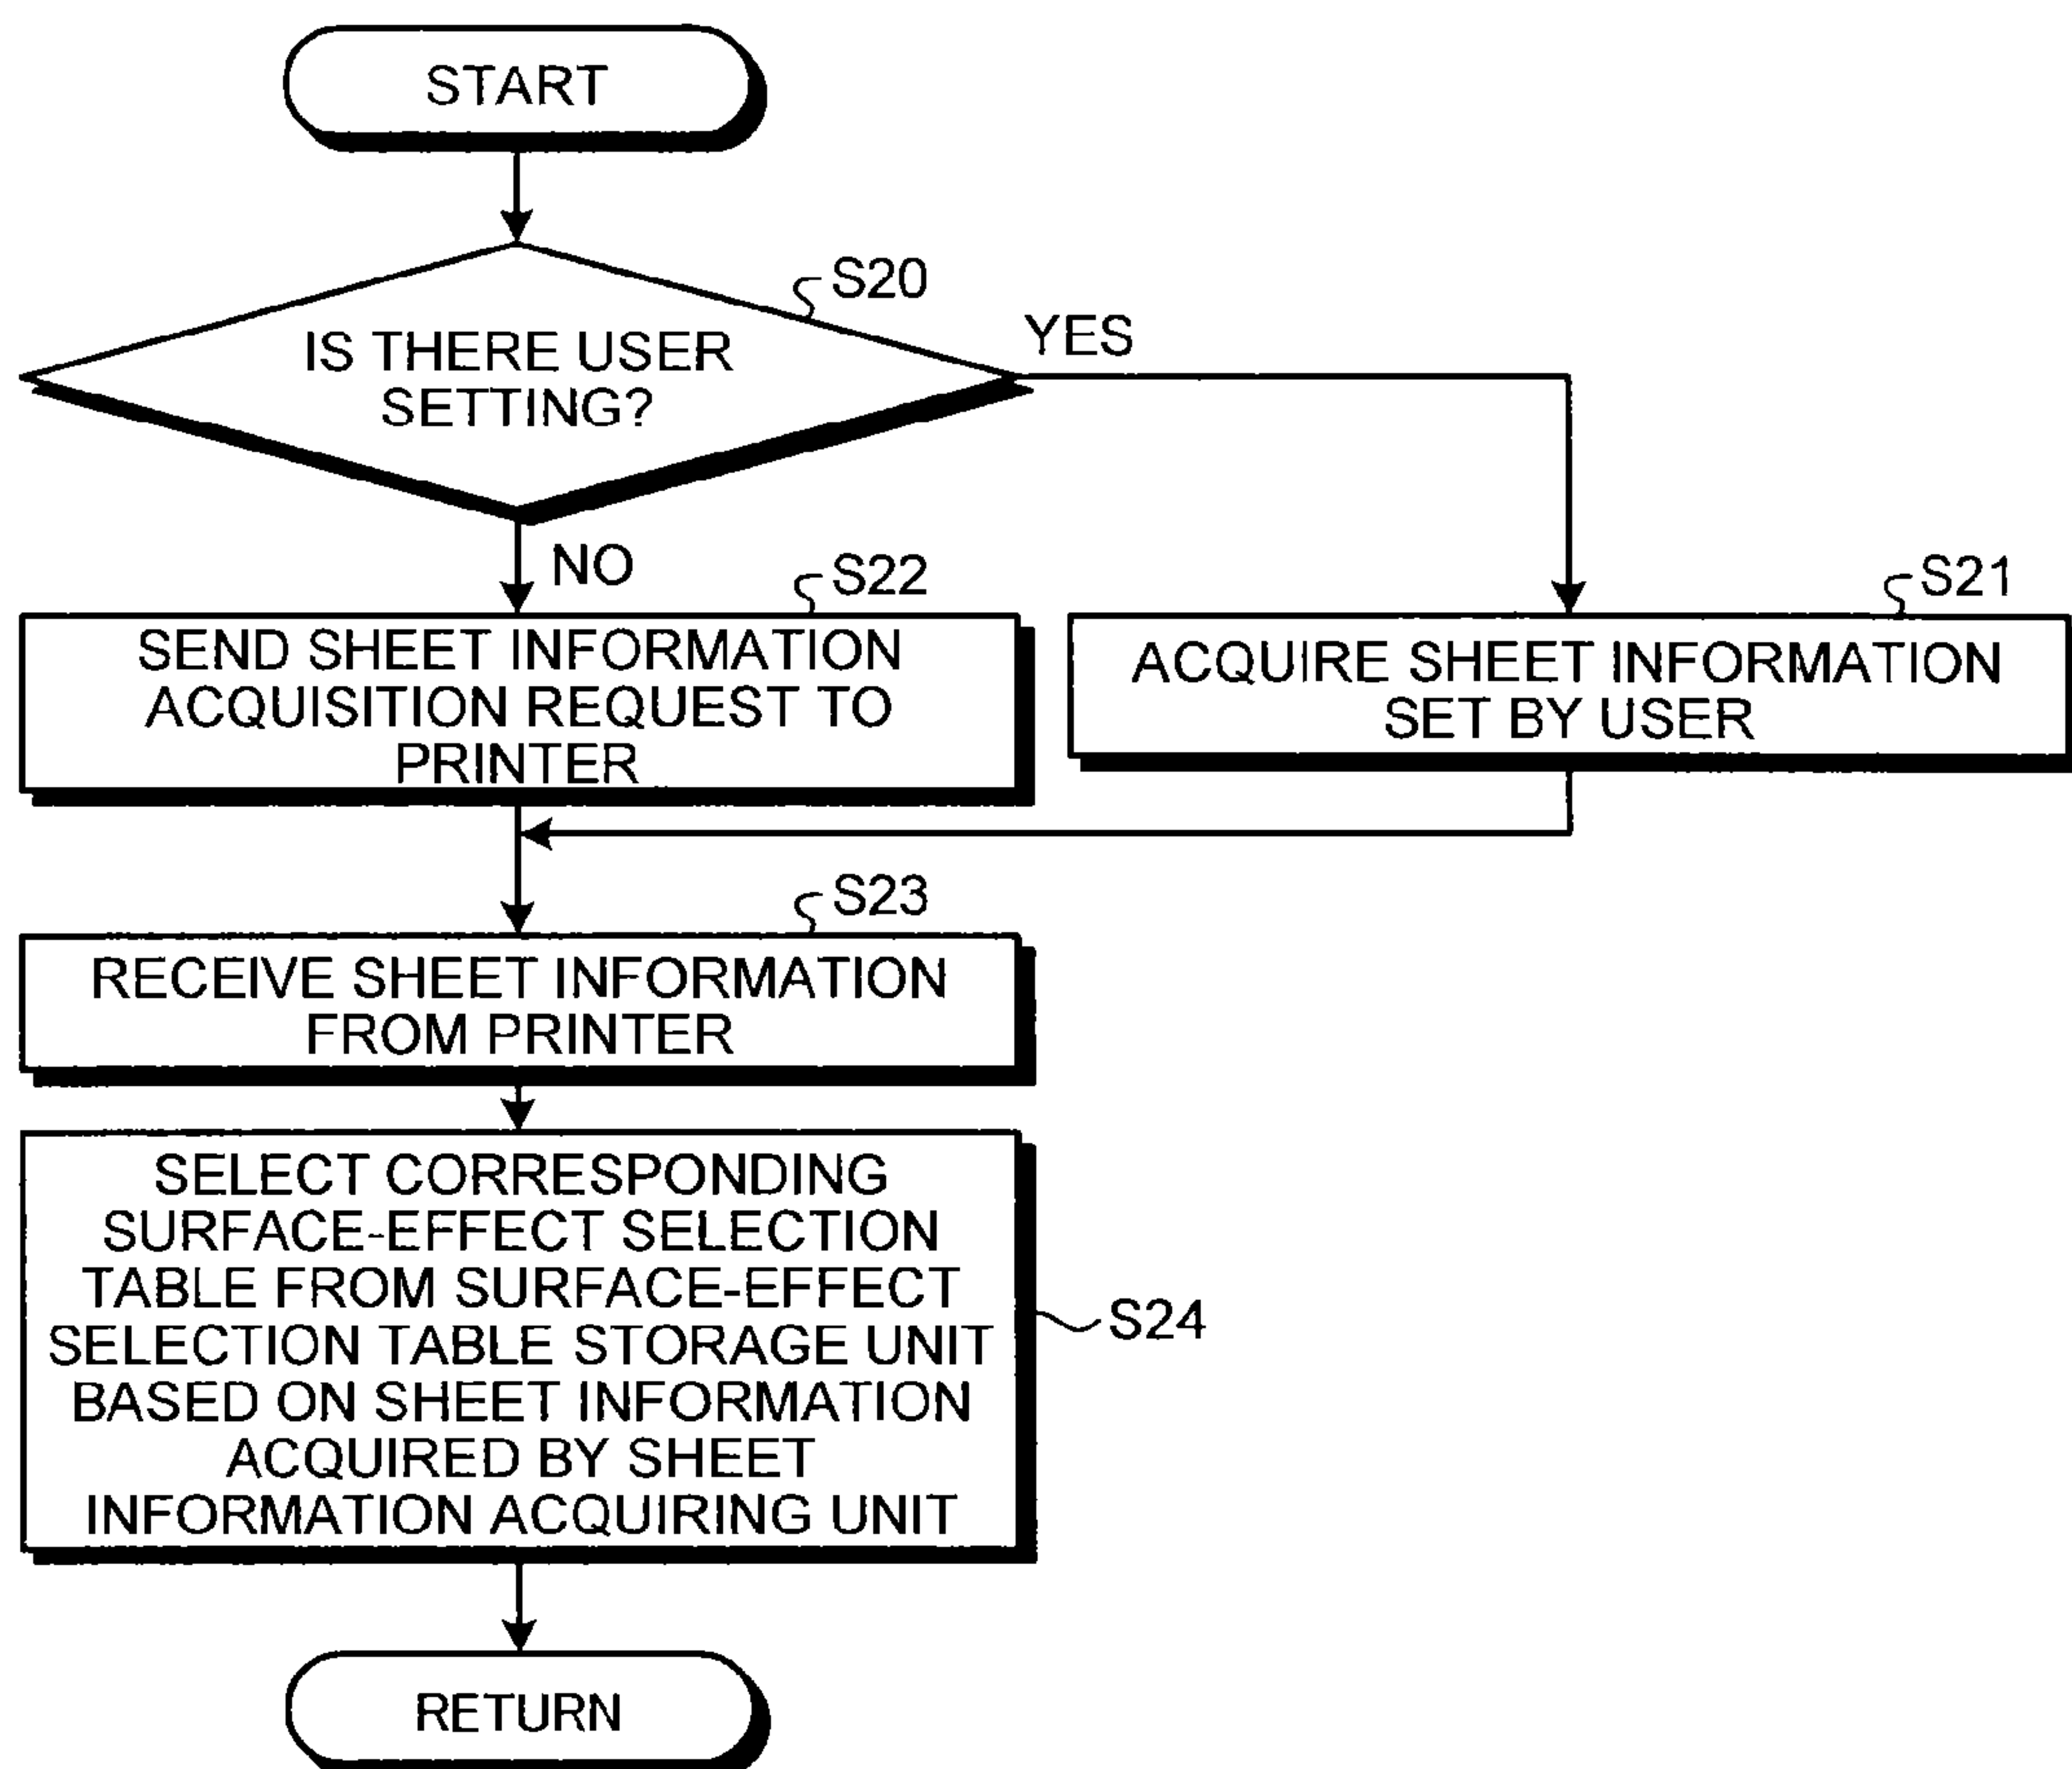 START
S20
IS THERE USER
SETTING?
YES
NO
S22
SEND SHEET INFORMATION
ACQUISITION REQUEST TO
PRINTER
S21
ACQUIRE SHEET INFORMATION
SET BY USER
S23
RECEIVE SHEET INFORMATION
FROM PRINTER
SELECT CORRESPONDING
SURFACE-EFFECT SELECTION
TABLE FROM SURFACE-EFFECT
SELECTION TABLE STORAGE UNIT
BASED ON SHEET INFORMATION
ACQUIRED BY SHEET
INFORMATION ACQUIRING UNIT
S24
RETURN